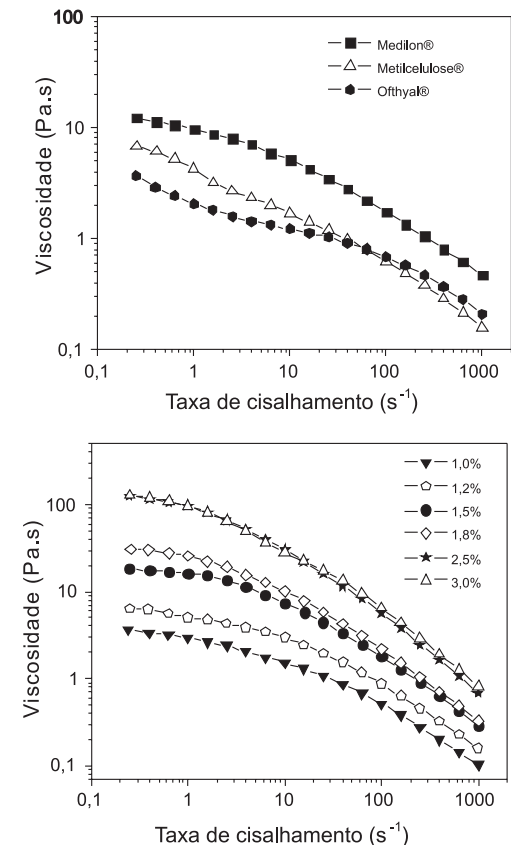 100
10
1
0,1
Viscosidade (Pa.s)
Medilon®
Metilcelulose®
Ofthyal®
0,1 1 10 100 1000
Taxa de cisalhamento (s⁻¹)
100
10
1
0,1
Viscosidade (Pa.s)
1,0%
1,2%
1,5%
1,8%
2,5%
3,0%
0,1 1 10 100 1000
Taxa de cisalhamento (s⁻¹)